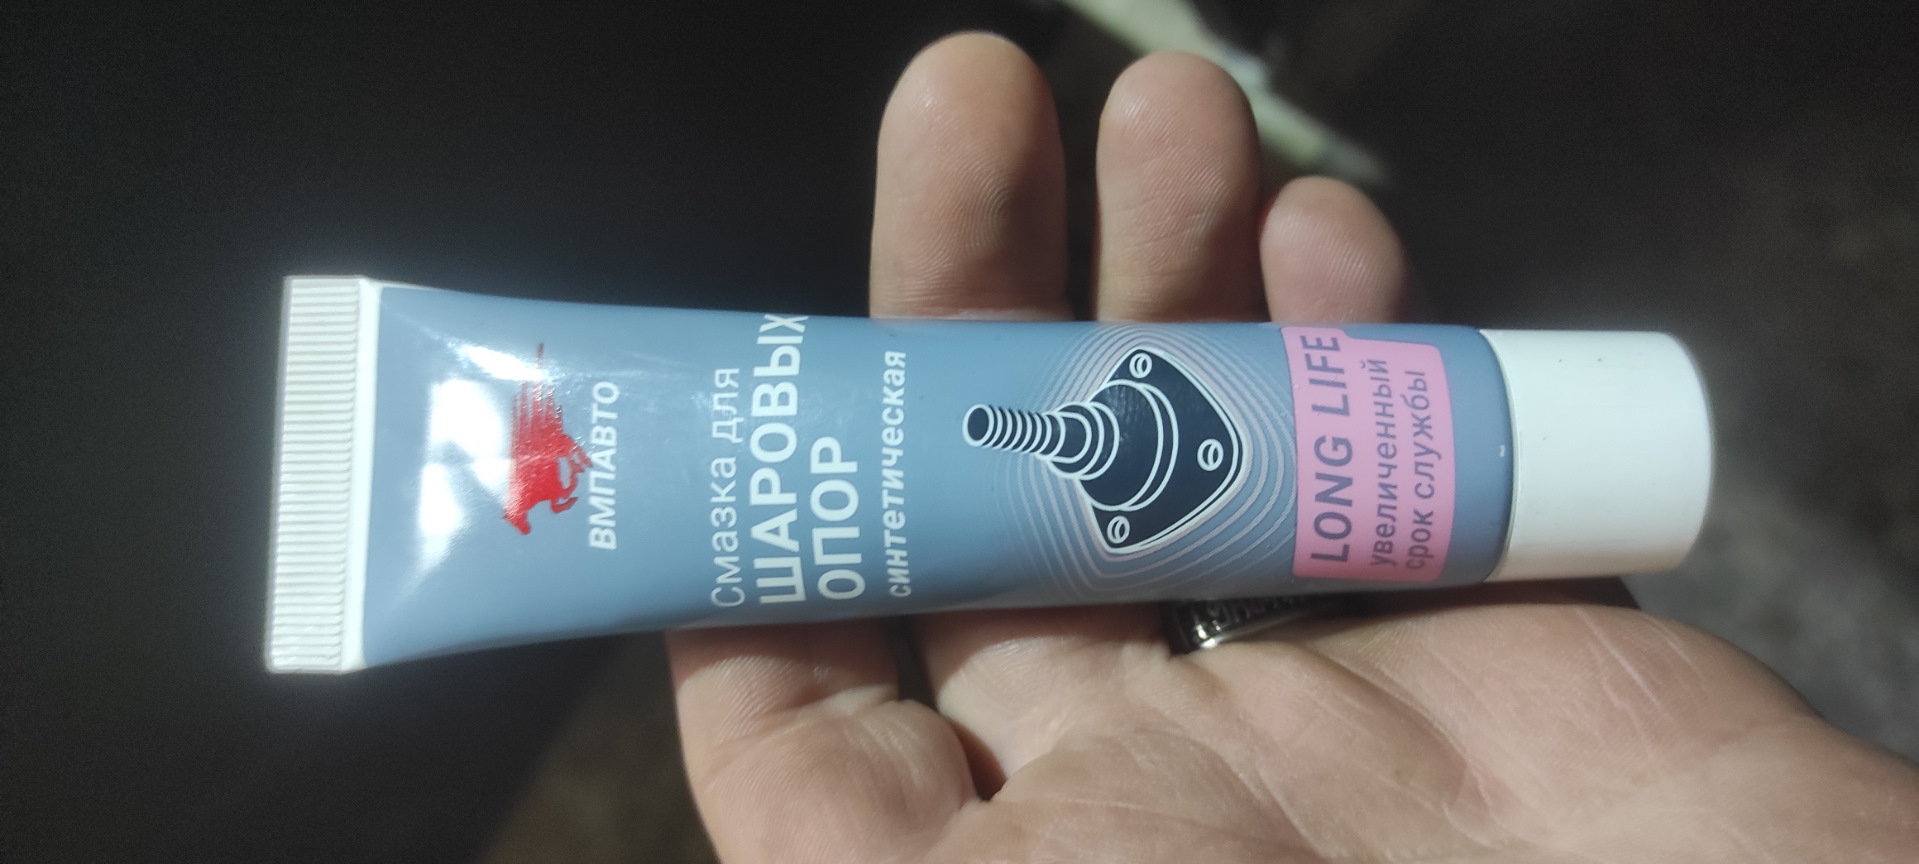 ВМПАВТО
Смазка для
ШАРОВЫХ
ОПОР
синтетическая
LONG LIFE
увеличенный
срок службы